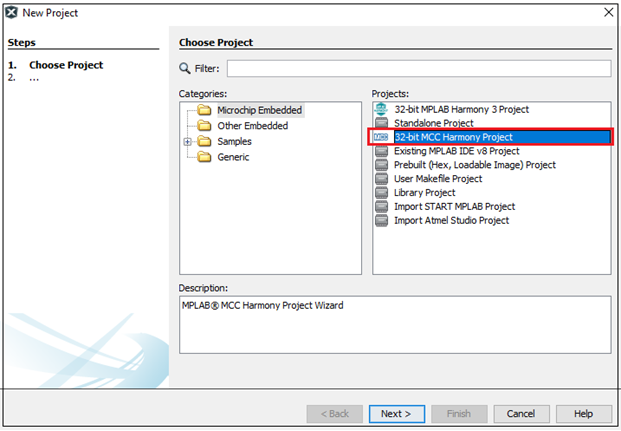 New Project
Steps
1. Choose Project
2. ...
Choose Project
Filter:
Categories:
Microchip Embedded
Other Embedded
Samples
Generic
Projects:
32-bit MPLAB Harmony 3 Project
Standalone Project
MCC 32-bit MCC Harmony Project
Existing MPLAB IDE v8 Project
Prebuilt (Hex, Loadable Image) Project
User Makefile Project
Library Project
Import START MPLAB Project
Import Atmel Studio Project
Description:
MPLAB® MCC Harmony Project Wizard
< Back
Next >
Finish
Cancel
Help